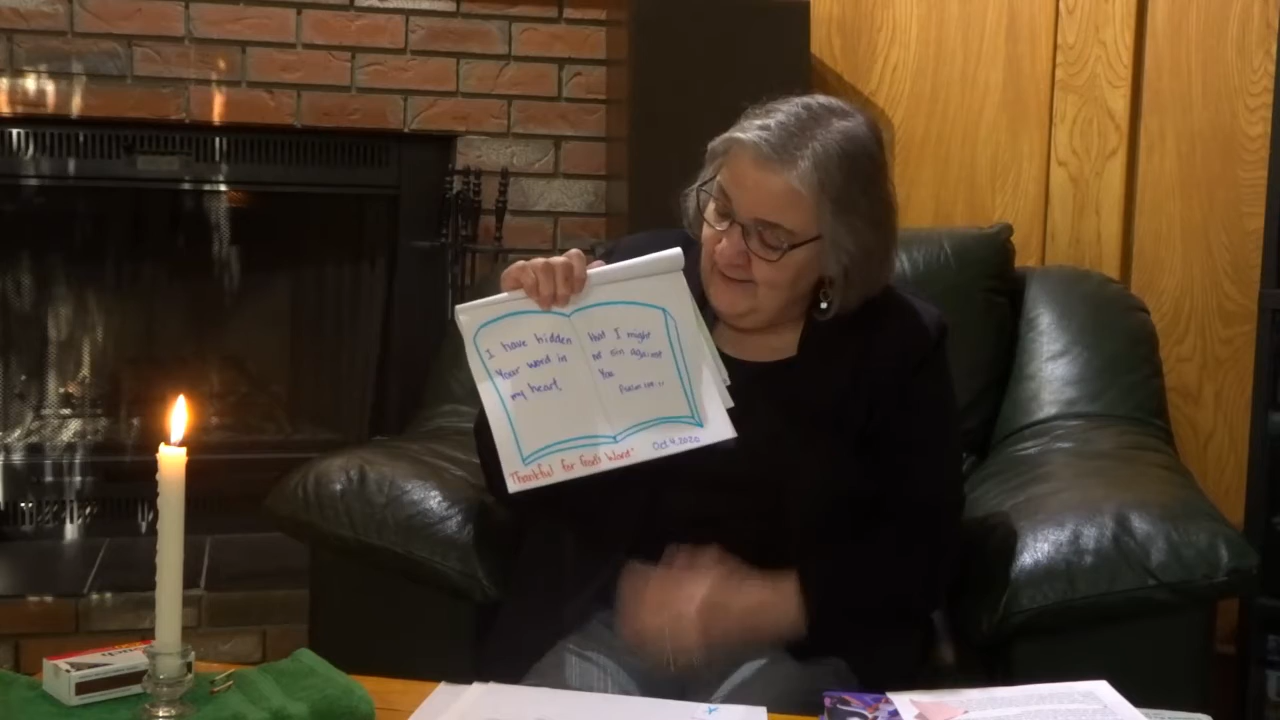 I have hidden
Your word in
my heart,
that I might
not sin against
You
Psalm 119:11
Oct 4, 2020
"Thankful for God's Word"